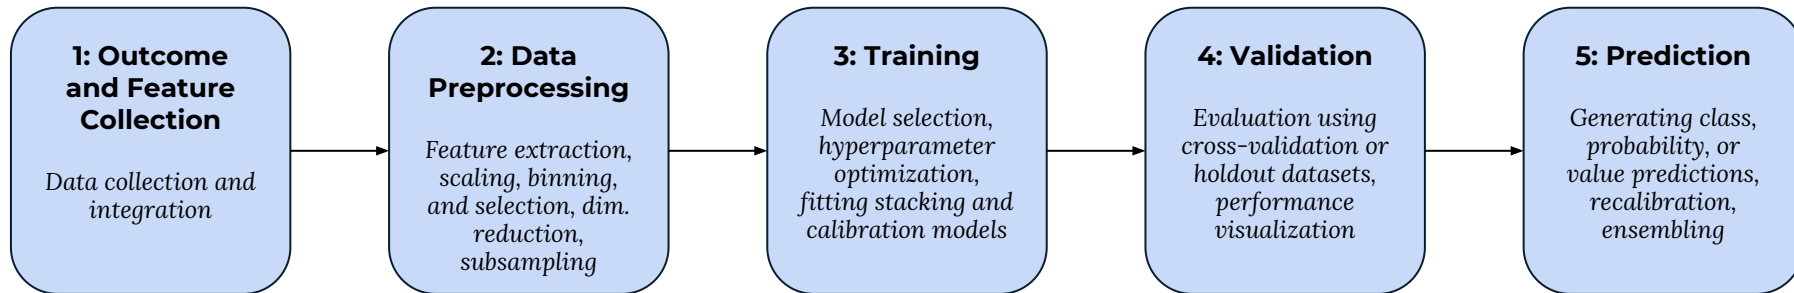 1: Outcome
and Feature
Collection
Data collection and
integration
2: Data
Preprocessing
Feature extraction,
scaling, binning,
and selection, dim.
reduction,
subsampling
3: Training
Model selection,
hyperparameter
optimization,
fitting stacking and
calibration models
4: Validation
Evaluation using
cross-validation or
holdout datasets,
performance
visualization
5: Prediction
Generating class,
probability, or
value predictions,
recalibration,
ensembling